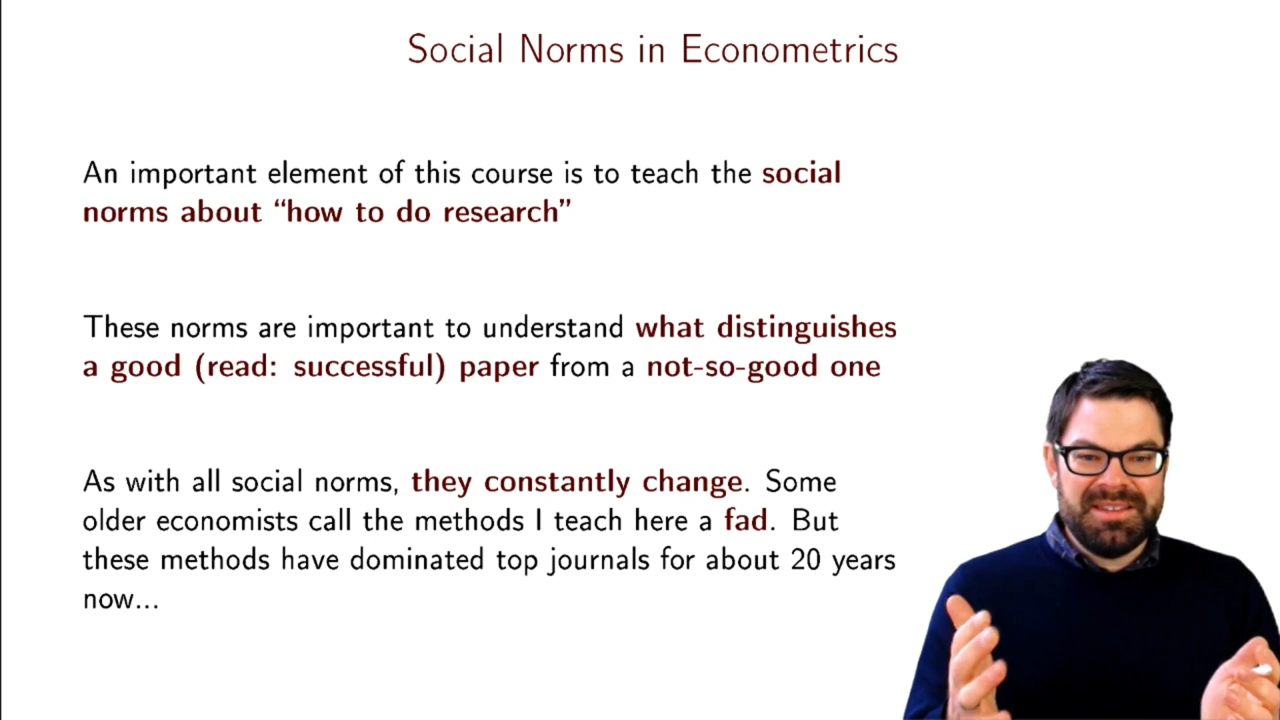 Social Norms in Econometrics
An important element of this course is to teach the social
norms about “how to do research”
These norms are important to understand what distinguishes
a good (read: successful) paper from a not-so-good one
As with all social norms, they constantly change. Some
older economists call the methods I teach here a fad. But
these methods have dominated top journals for about 20 years
now...